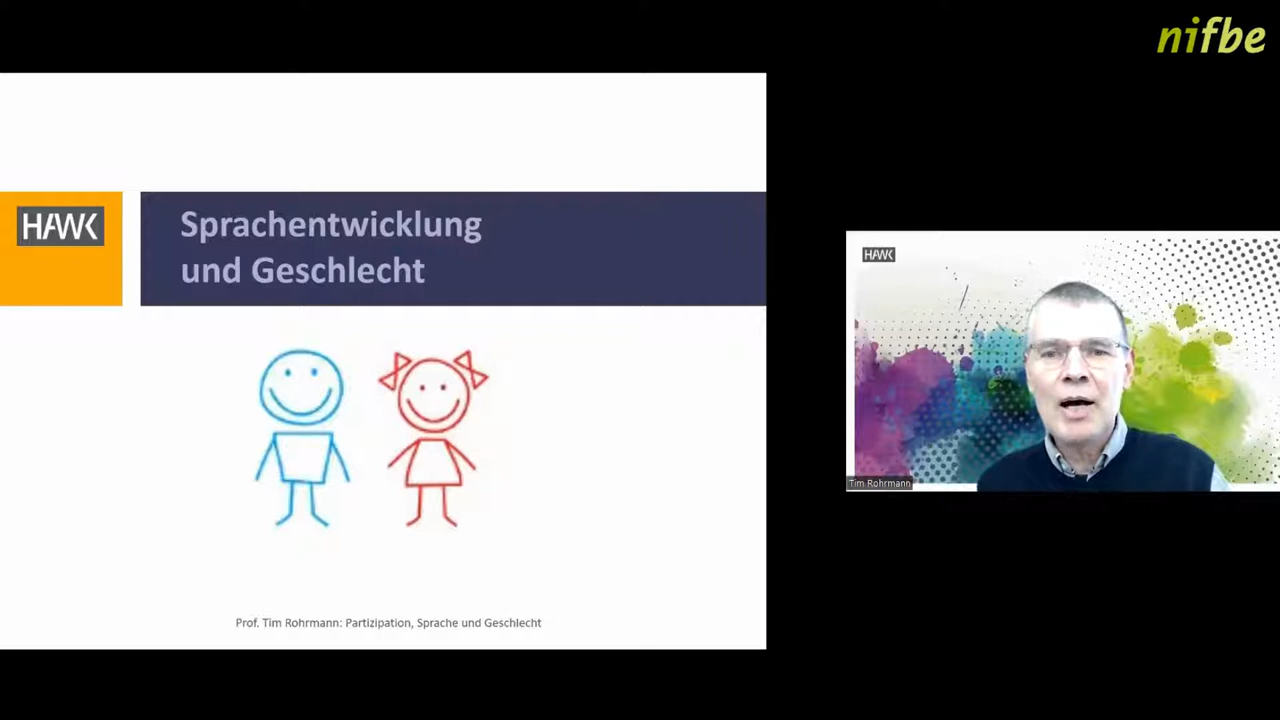 nifbe
HAWK
Sprachentwicklung
und Geschlecht
HAWK
Tim Rohrmann
Prof. Tim Rohrmann: Partizipation, Sprache und Geschlecht